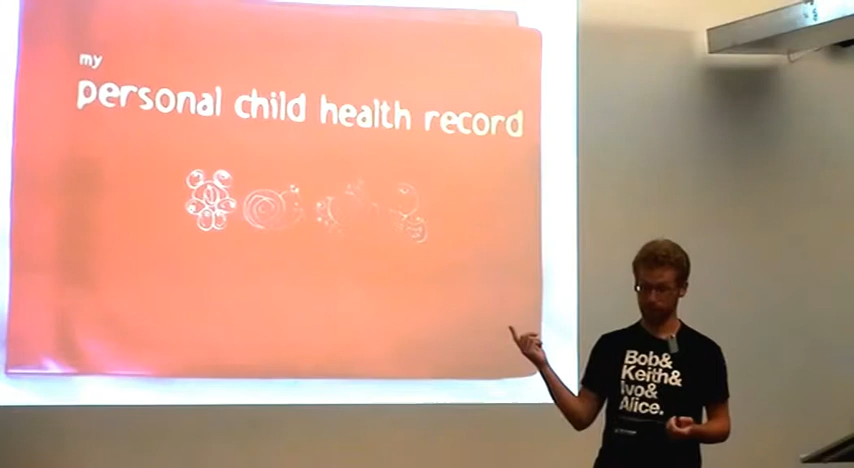 my
personal child health record
Bob&
Keith&
Ivo&
Alice.